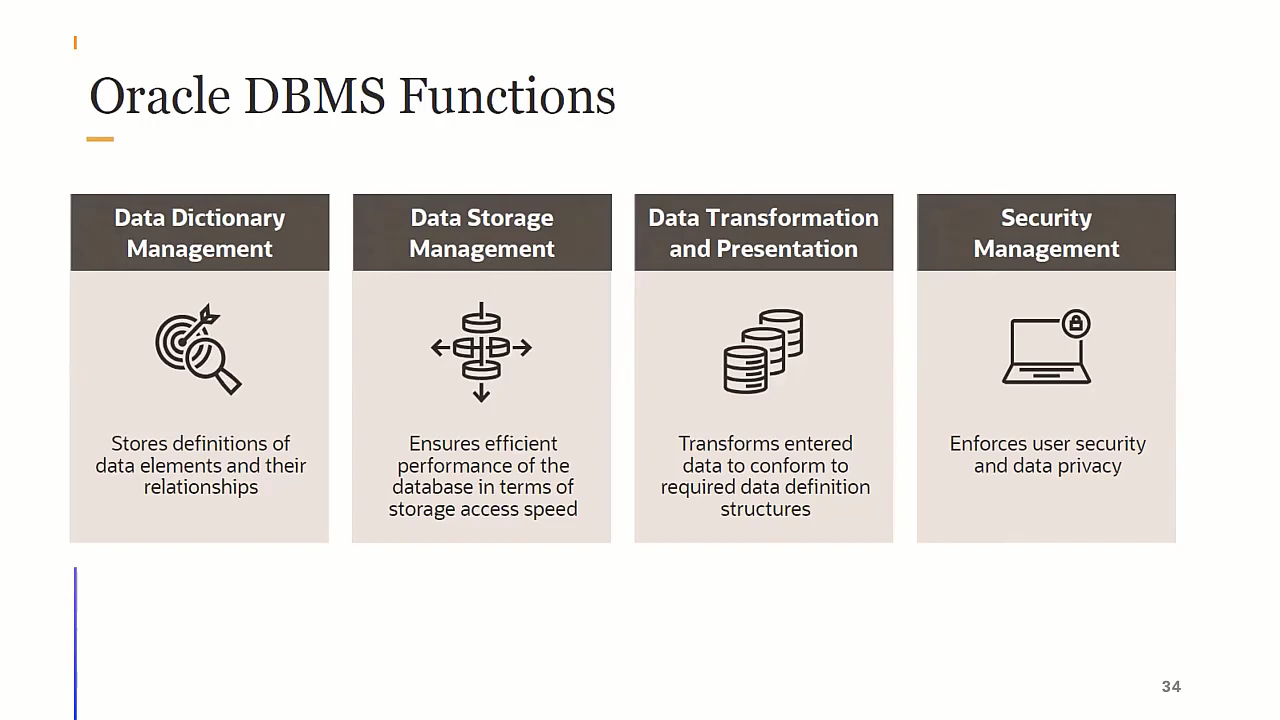 Oracle DBMS Functions
Data Dictionary
Management
Stores definitions of
data elements and their
relationships
Data Storage
Management
Ensures efficient
performance of the
database in terms of
storage access speed
Data Transformation
and Presentation
Transforms entered
data to conform to
required data definition
structures
Security
Management
Enforces user security
and data privacy
34